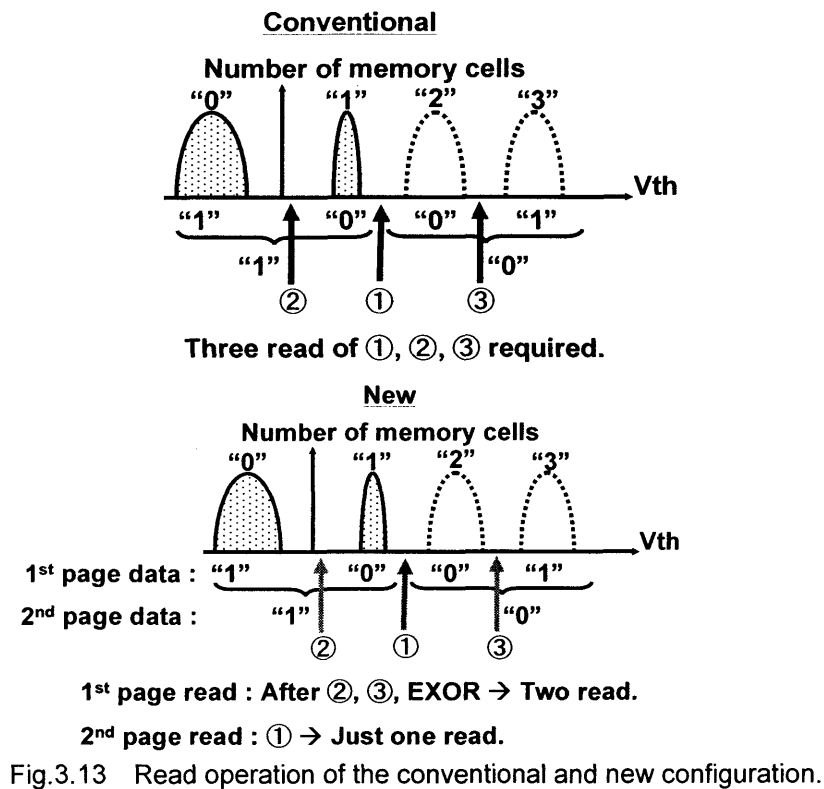 Conventional
Number of memory cells
“0” “1” “2” “3”
Vth
“1” “0” “0” “1”
“1” “0”
② ① ③
Three read of ①, ②, ③ required.
New
Number of memory cells
“0” “1” “2” “3”
Vth
1st page data : “1” “0” “0” “1”
2nd page data : “1” “0”
② ① ③
1st page read : After ②, ③, EXOR → Two read.
2nd page read : ① → Just one read.
Fig.3.13 Read operation of the conventional and new configuration.